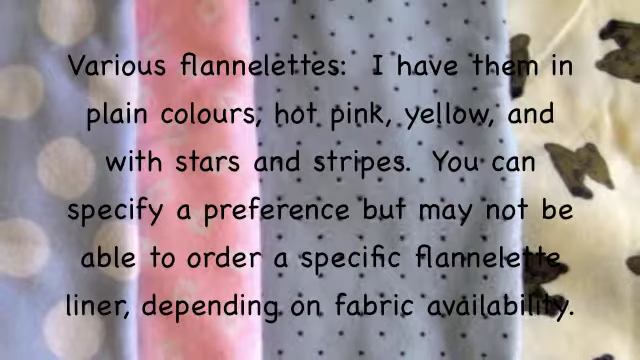 Various flannelettes:  I have them in
plain colours, hot pink, yellow, and
with stars and stripes.  You can
specify a preference but may not be
able to order a specific flannelette
liner, depending on fabric availability.